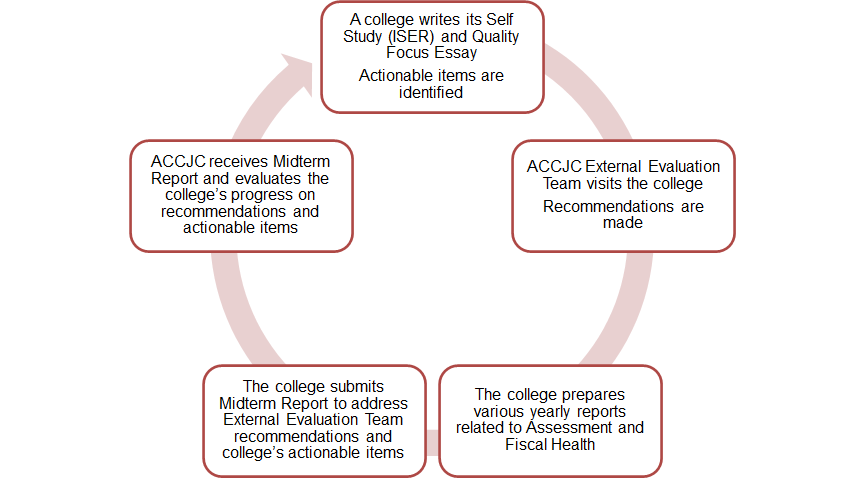 A college writes its Self
Study (ISER) and Quality
Focus Essay
Actionable items are
identified
ACCJC External Evaluation
Team visits the college
Recommendations are
made
The college prepares
various yearly reports
related to Assessment and
Fiscal Health
The college submits
Midterm Report to address
External Evaluation Team
recommendations and
college’s actionable items
ACCJC receives Midterm
Report and evaluates the
college’s progress on
recommendations and
actionable items